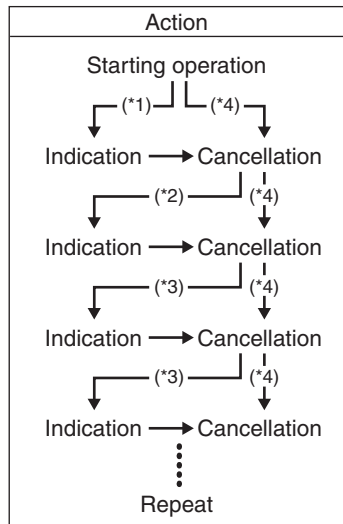 Action
Starting operation
(*1) (*4)
Indication Cancellation
(*2) (*4)
Indication Cancellation
(*3) (*4)
Indication Cancellation
(*3) (*4)
Indication Cancellation
Repeat